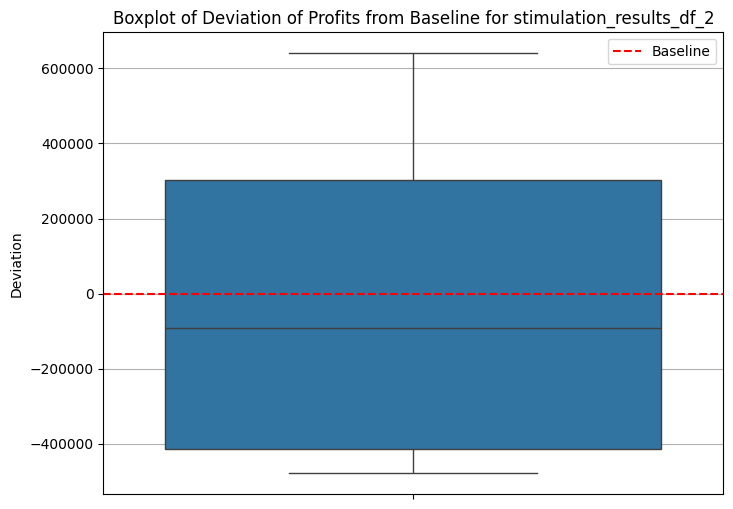 Boxplot of Deviation of Profits from Baseline for stimulation_results_df_2
Baseline
600000
400000
200000
0
−200000
−400000
Deviation